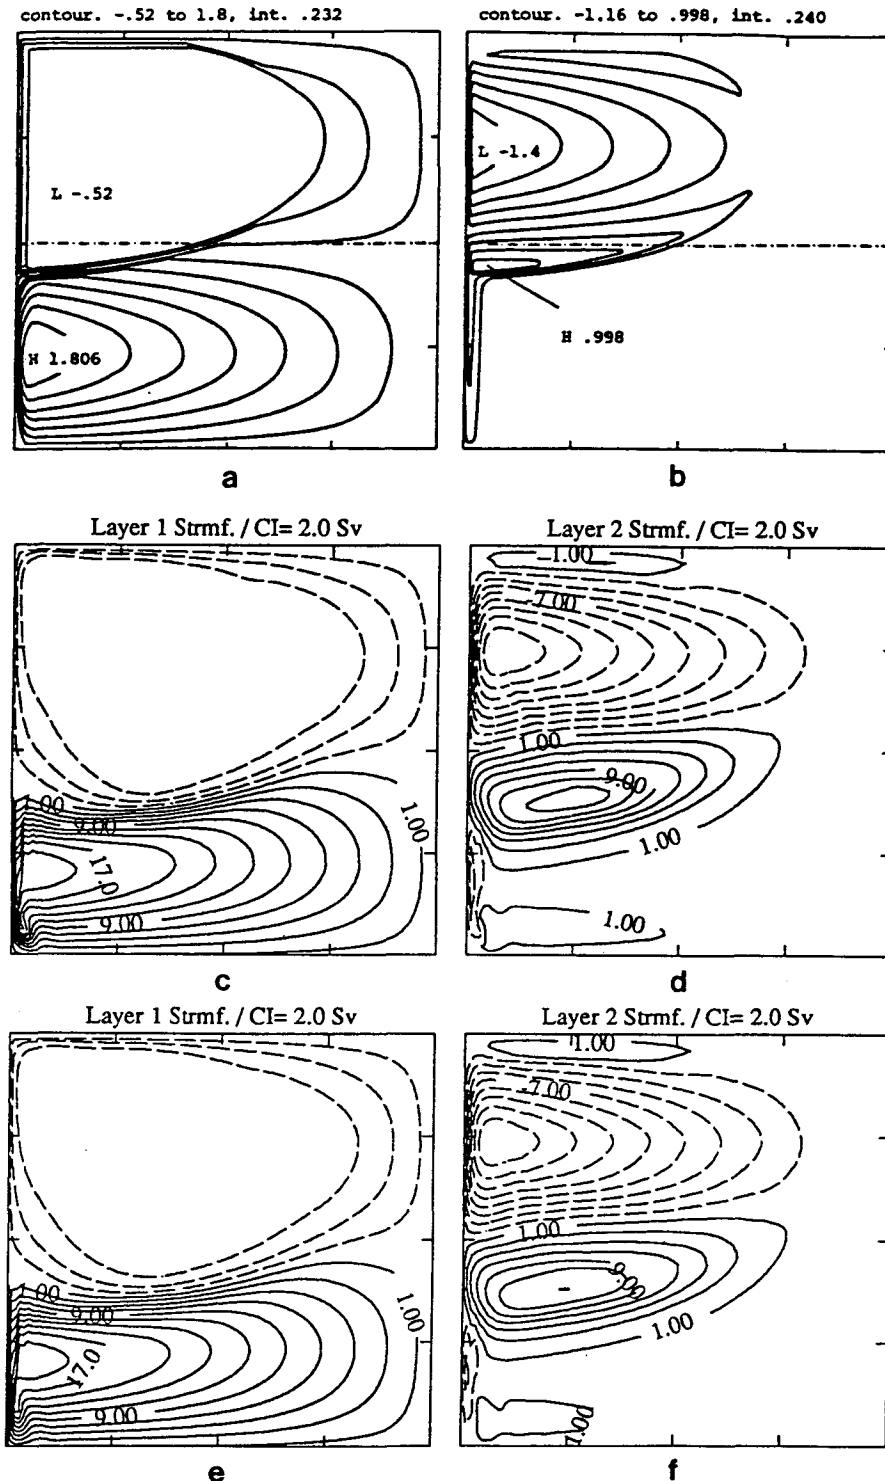 contour. -.52 to 1.8, int. .232
contour. -1.16 to .998, int. .240
L -.52
H 1.806
L -1.4
H .998
a
b
Layer 1 Strmf. / CI= 2.0 Sv
Layer 2 Strmf. / CI= 2.0 Sv
1.00
9.00
17.0
9.00
1.00
-1.00
-7.00
1.00
9.00
1.00
1.00
c
d
Layer 1 Strmf. / CI= 2.0 Sv
Layer 2 Strmf. / CI= 2.0 Sv
1.00
9.00
17.0
9.00
1.00
1.00
-7.00
1.00
9.00
1.00
1.00
e
f